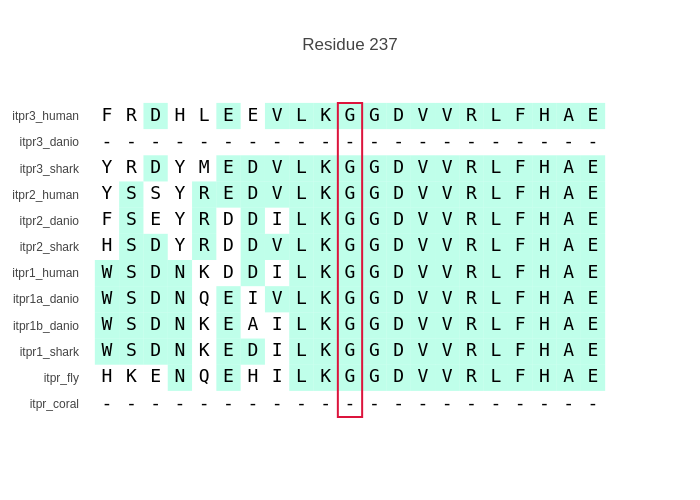 Residue 237
itpr3_human F R D H L E E V L K G G D V V R L F H A E
itpr3_danio - - - - - - - - - - - - - - - - - - - - -
itpr3_shark Y R D Y M E D V L K G G D V V R L F H A E
itpr2_human Y S S Y R E D V L K G G D V V R L F H A E
itpr2_danio F S E Y R D D I L K G G D V V R L F H A E
itpr2_shark H S D Y R D D V L K G G D V V R L F H A E
itpr1_human W S D N K D D I L K G G D V V R L F H A E
itpr1a_danio W S D N Q E I V L K G G D V V R L F H A E
itpr1b_danio W S D N K E A I L K G G D V V R L F H A E
itpr1_shark W S D N K E D I L K G G D V V R L F H A E
itpr_fly H K E N Q E H I L K G G D V V R L F H A E
itpr_coral - - - - - - - - - - - - - - - - - - - - -